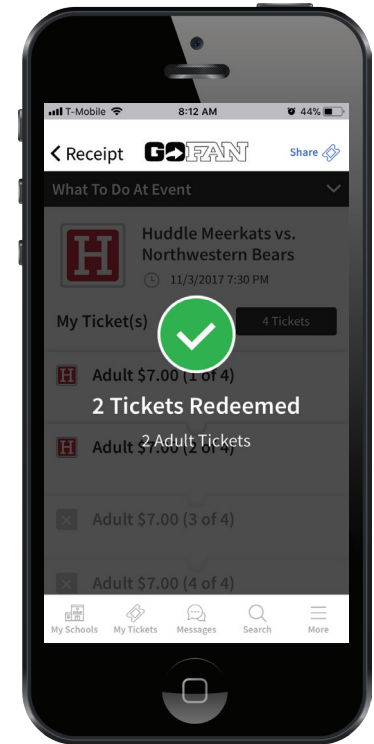 T-Mobile 8:12 AM 44%
Receipt GOFAN Share
What To Do At Event
H Huddle Meerkats vs.
Northwestern Bears
11/3/2017 7:30 PM
My Ticket(s) 4 Tickets
H Adult $7.00 (1 of 4)
2 Tickets Redeemed
2 Adult Tickets
H Adult $7.00 (2 of 4)
Adult $7.00 (3 of 4)
Adult $7.00 (4 of 4)
My Schools My Tickets Messages Search More